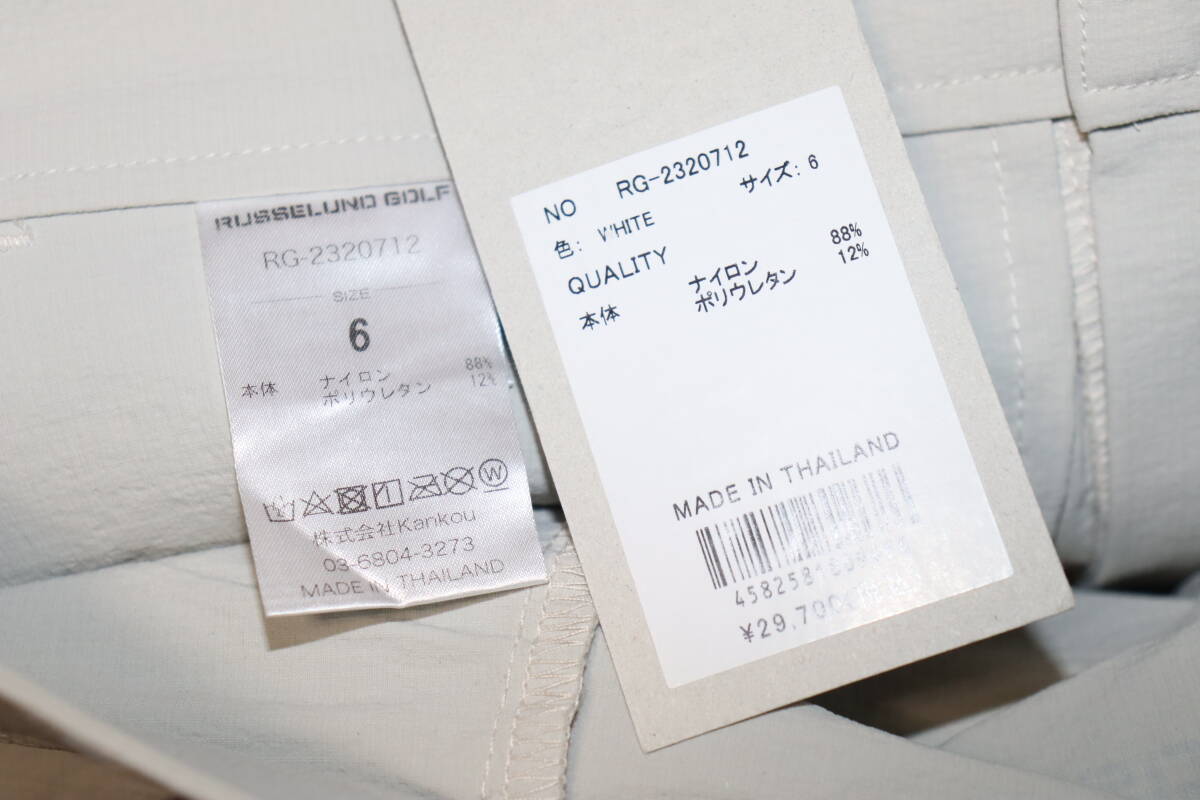 RUSSELUNO GOLF
RG-2320712
SIZE
6
本体 ナイロン 88%
ポリウレタン 12%
株式会社Kankou
03-6804-3273
MADE IN THAILAND
NO RG-2320712
色: WHITE サイズ: 6
QUALITY
本体 ナイロン 88%
ポリウレタン 12%
MADE IN THAILAND
¥29,700